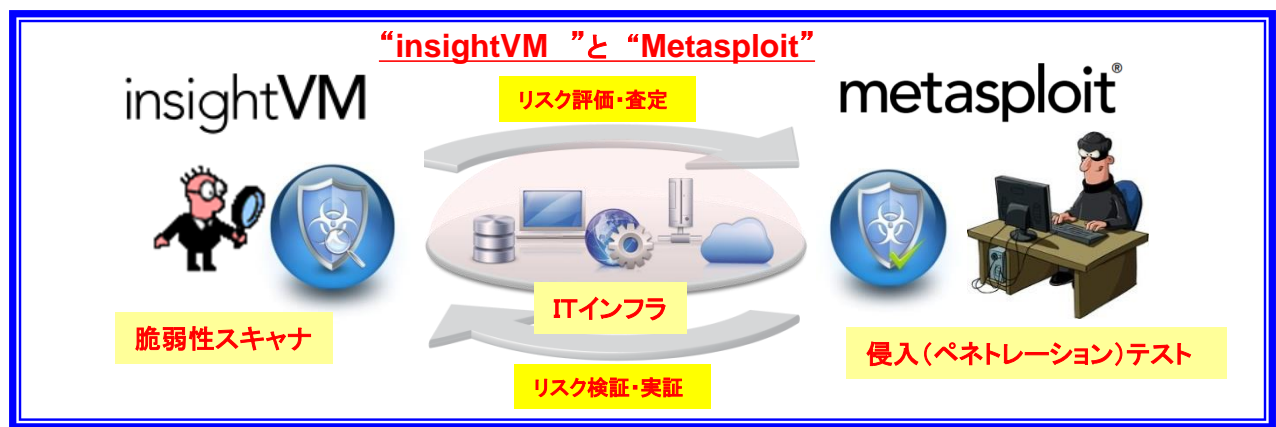 “insightVM ”と “Metasploit”
insightVM
リスク評価・査定
metasploit®
ITインフラ
脆弱性スキャナ
侵入（ペネトレーション）テスト
リスク検証・実証